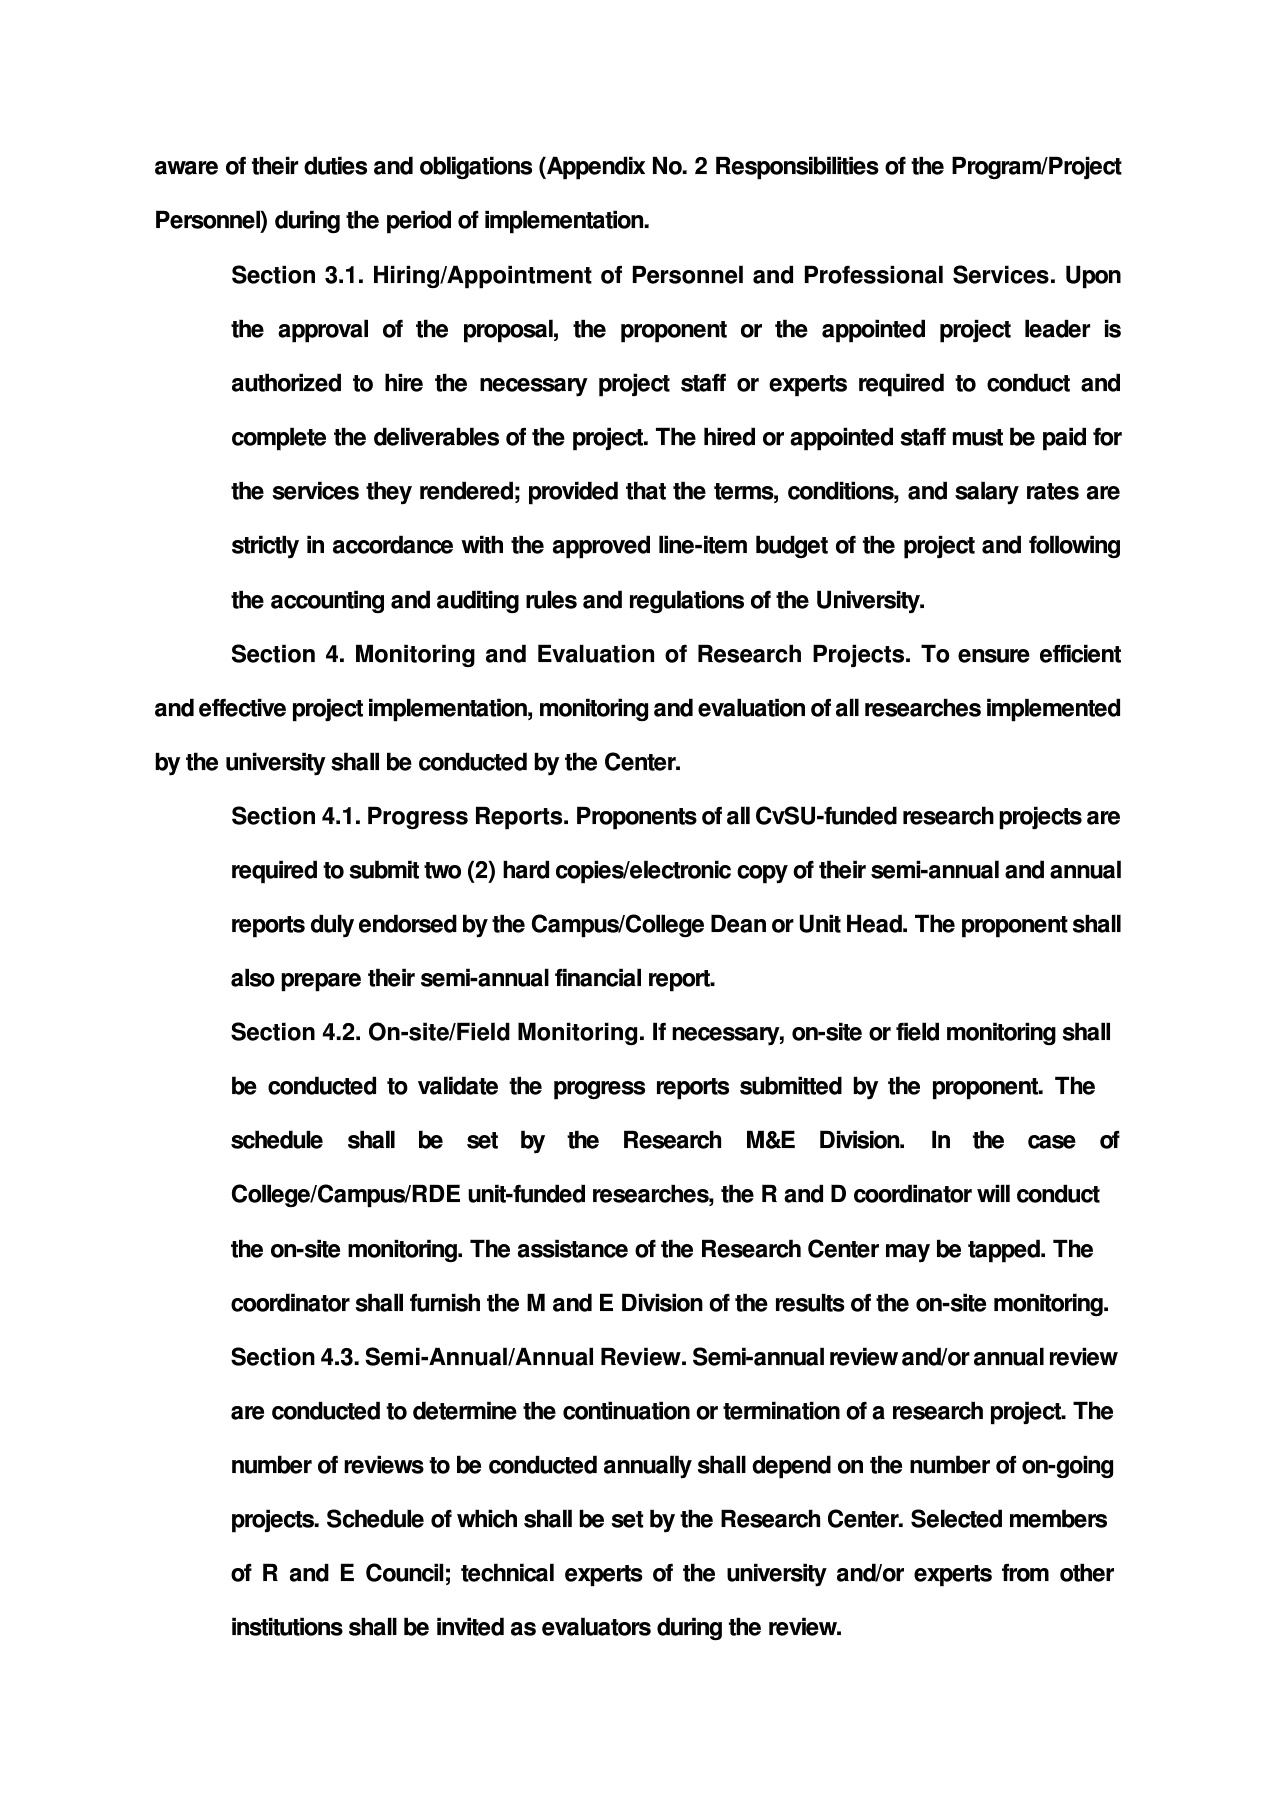 aware of their duties and obligations (Appendix No. 2 Responsibilities of the Program/Project
Personnel) during the period of implementation.
Section 3.1. Hiring/Appointment of Personnel and Professional Services. Upon
the approval of the proposal, the proponent or the appointed project leader is
authorized to hire the necessary project staff or experts required to conduct and
complete the deliverables of the project. The hired or appointed staff must be paid for
the services they rendered; provided that the terms, conditions, and salary rates are
strictly in accordance with the approved line-item budget of the project and following
the accounting and auditing rules and regulations of the University.
Section 4. Monitoring and Evaluation of Research Projects. To ensure efficient
and effective project implementation, monitoring and evaluation of all researches implemented
by the university shall be conducted by the Center.
Section 4.1. Progress Reports. Proponents of all CvSU-funded research projects are
required to submit two (2) hard copies/electronic copy of their semi-annual and annual
reports duly endorsed by the Campus/College Dean or Unit Head. The proponent shall
also prepare their semi-annual financial report.
Section 4.2. On-site/Field Monitoring. If necessary, on-site or field monitoring shall
be conducted to validate the progress reports submitted by the proponent. The
schedule shall be set by the Research M&E Division. In the case of
College/Campus/RDE unit-funded researches, the R and D coordinator will conduct
the on-site monitoring. The assistance of the Research Center may be tapped. The
coordinator shall furnish the M and E Division of the results of the on-site monitoring.
Section 4.3. Semi-Annual/Annual Review. Semi-annual review and/or annual review
are conducted to determine the continuation or termination of a research project. The
number of reviews to be conducted annually shall depend on the number of on-going
projects. Schedule of which shall be set by the Research Center. Selected members
of R and E Council; technical experts of the university and/or experts from other
institutions shall be invited as evaluators during the review.